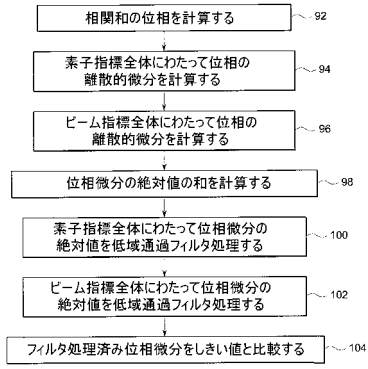 相関和の位相を計算する
92
素子指標全体にわたって位相の
離散的微分を計算する
94
ビーム指標全体にわたって位相の
離散的微分を計算する
96
位相微分の絶対値の和を計算する
98
素子指標全体にわたって位相微分の
絶対値を低域通過フィルタ処理する
100
ビーム指標全体にわたって位相微分の
絶対値を低域通過フィルタ処理する
102
フィルタ処理済み位相微分をしきい値と比較する
104